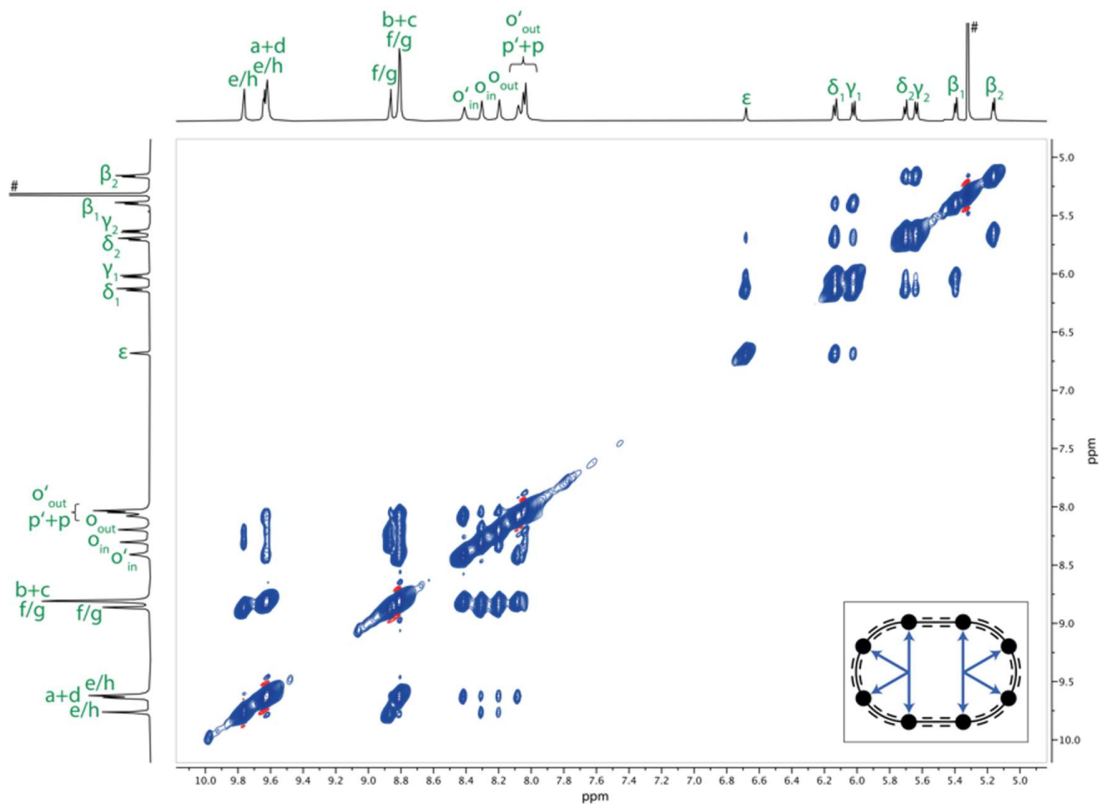 b+c
f/g
o'out
p'+p
a+d
e/h
e/h
f/g
o'in
oin
oout
ε
δ1
γ1
δ2
γ2
β1
#
β2
β2
#
β1
γ2
δ2
γ1
δ1
ε
o'out
p'+p
oout
oin
o'in
b+c
f/g
f/g
e/h
a+d
e/h
5.0
5.5
6.0
6.5
7.0
7.5
8.0
8.5
9.0
9.5
10.0
ppm
10.0 9.8 9.6 9.4 9.2 9.0 8.8 8.6 8.4 8.2 8.0 7.8 7.6 7.4 7.2 7.0 6.8 6.6 6.4 6.2 6.0 5.8 5.6 5.4 5.2 5.0
ppm